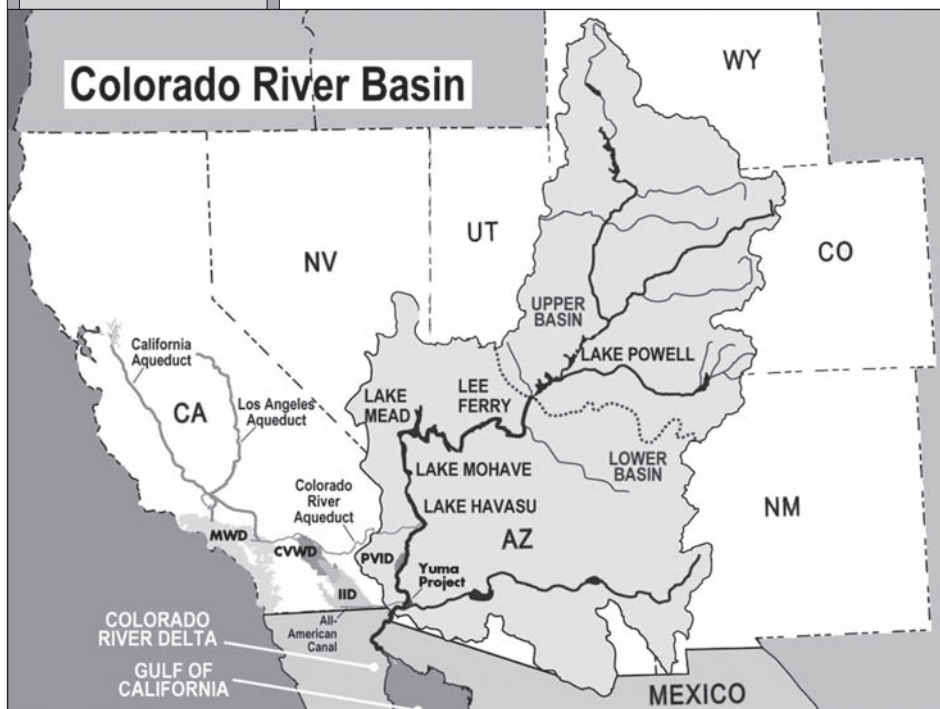 Colorado River Basin
WY
UT
NV
CO
UPPER
BASIN
California
Aqueduct
LAKE POWELL
LEE
FERRY
LAKE
MEAD
CA
Los Angeles
Aqueduct
LOWER
BASIN
LAKE MOHAVE
Colorado
River
Aqueduct
LAKE HAVASU
NM
AZ
MWD
CVWD
PVID
Yuma
Project
IID
All-
American
Canal
COLORADO
RIVER DELTA
GULF OF
CALIFORNIA
MEXICO